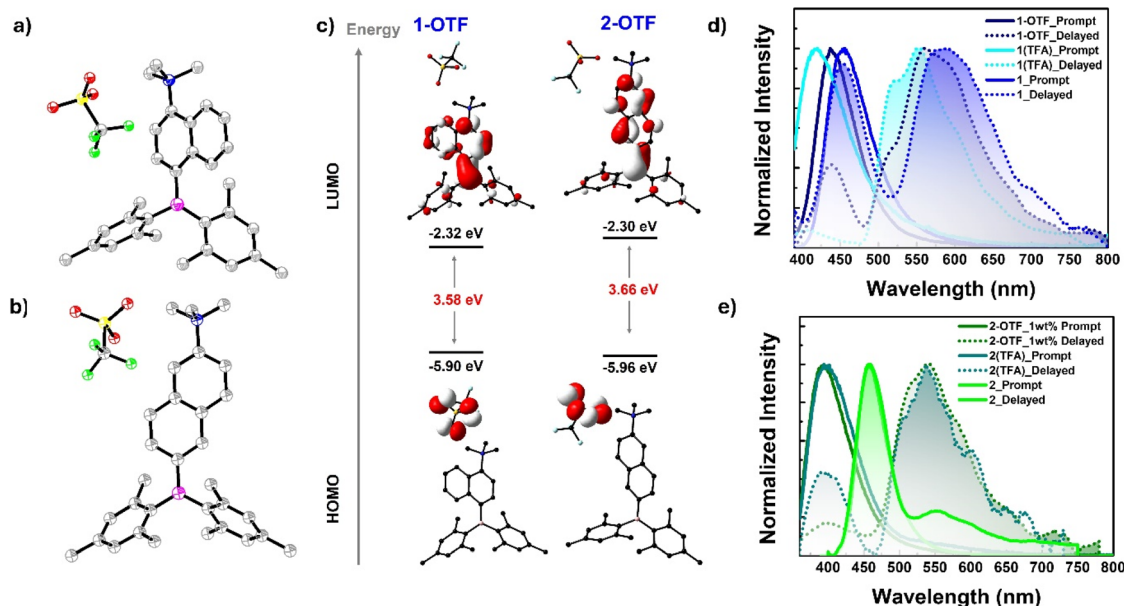 a)
b)
c)
Energy
1-OTF
2-OTF
LUMO
-2.32 eV
-2.30 eV
3.58 eV
3.66 eV
-5.90 eV
-5.96 eV
HOMO
d)
Normalized Intensity
1-OTF_Prompt
1-OTF_Delayed
1(TFA)_Prompt
1(TFA)_Delayed
1_Prompt
1_Delayed
400 450 500 550 600 650 700 750 800
Wavelength (nm)
e)
Normalized Intensity
2-OTF_1wt% Prompt
2-OTF_1wt% Delayed
2(TFA)_Prompt
2(TFA)_Delayed
2_Prompt
2_Delayed
400 450 500 550 600 650 700 750 800
Wavelength (nm)